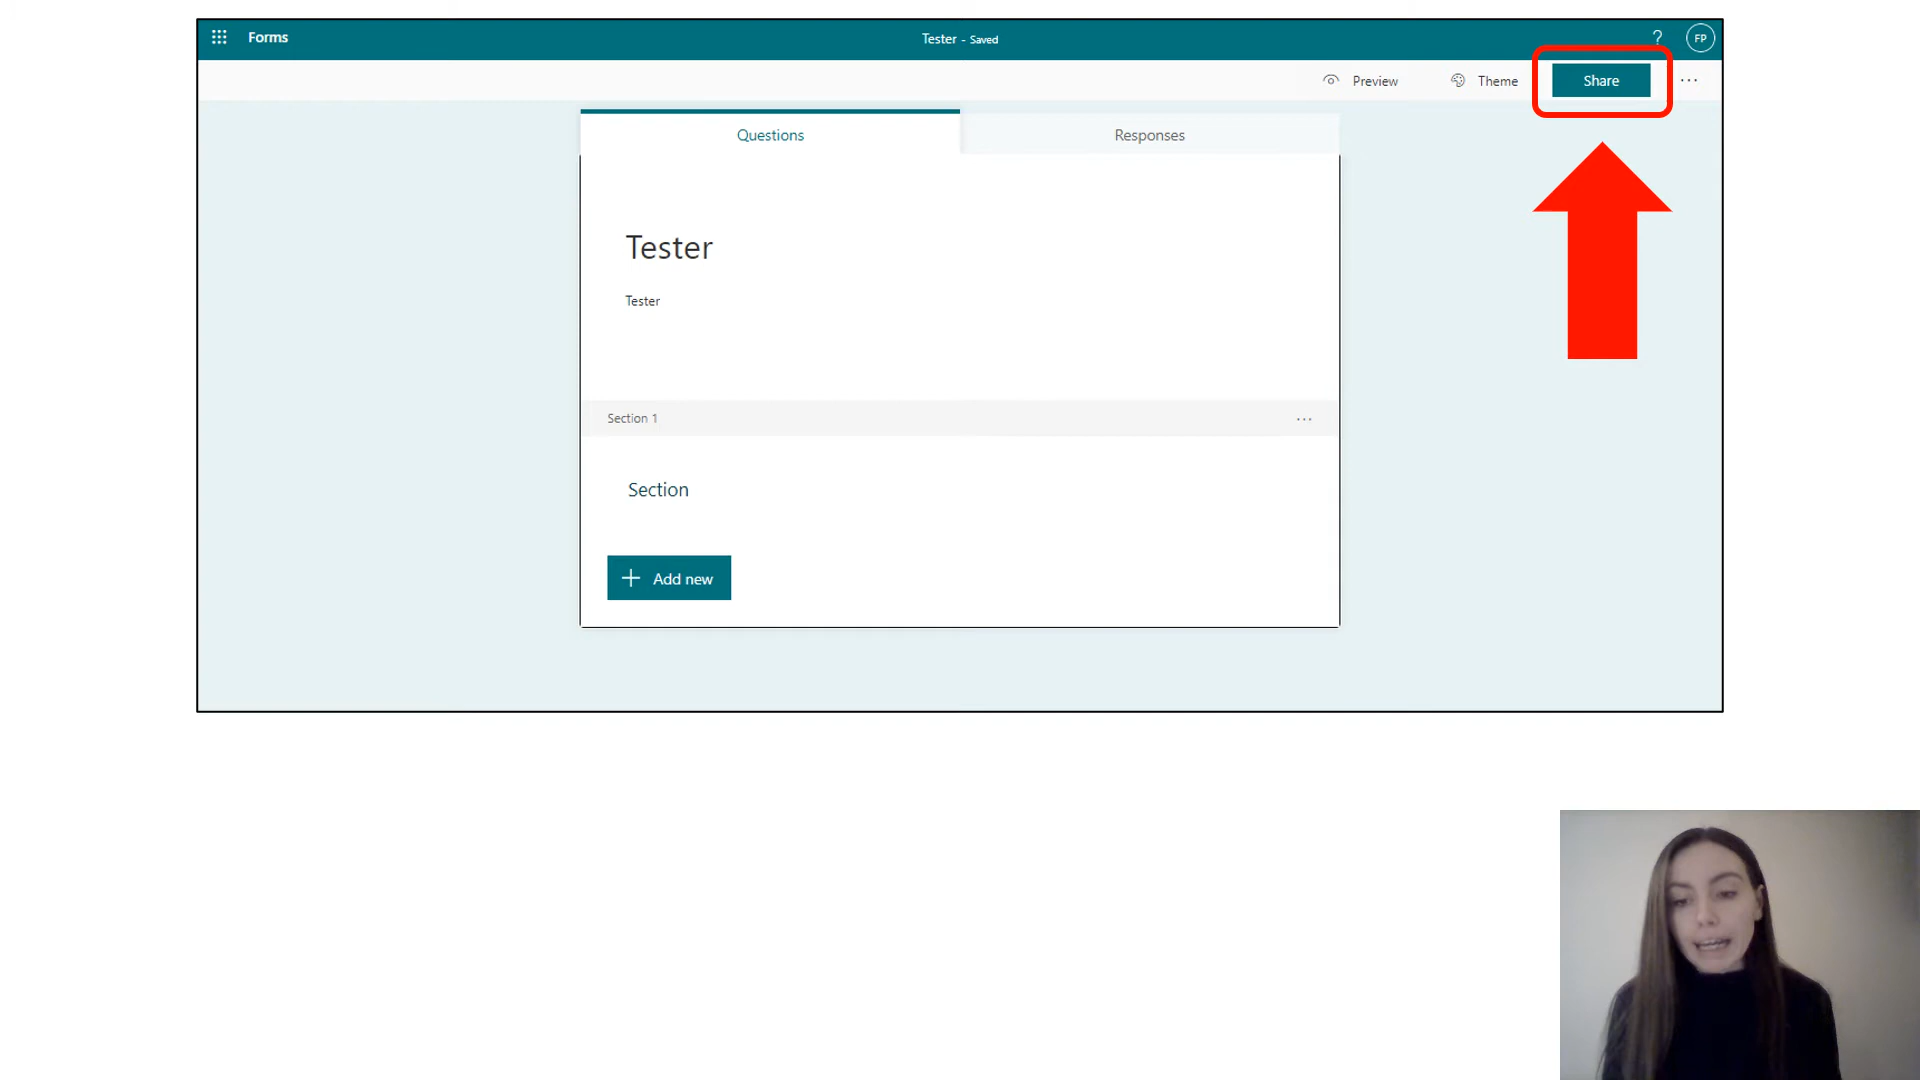 Forms
Tester - Saved
?
FP
Preview
Theme
Share
...
Questions
Responses
Tester
Tester
Section 1
...
Section
+ Add new